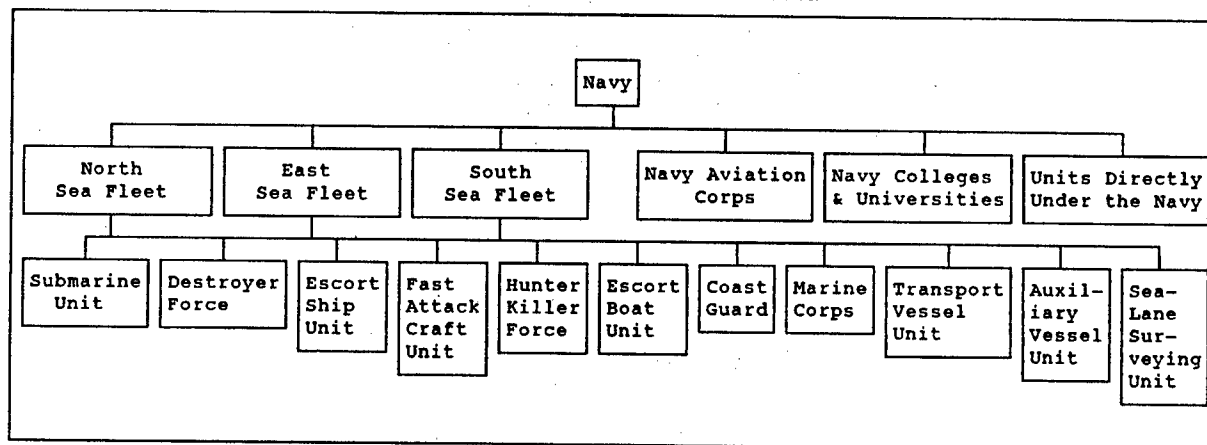 Navy
North
Sea Fleet
East
Sea Fleet
South
Sea Fleet
Navy Aviation
Corps
Navy Colleges
& Universities
Units Directly
Under the Navy
Submarine
Unit
Destroyer
Force
Escort
Ship
Unit
Fast
Attack
Craft
Unit
Hunter
Killer
Force
Escort
Boat
Unit
Coast
Guard
Marine
Corps
Transport
Vessel
Unit
Auxil-
iary
Vessel
Unit
Sea-
Lane
Sur-
veying
Unit